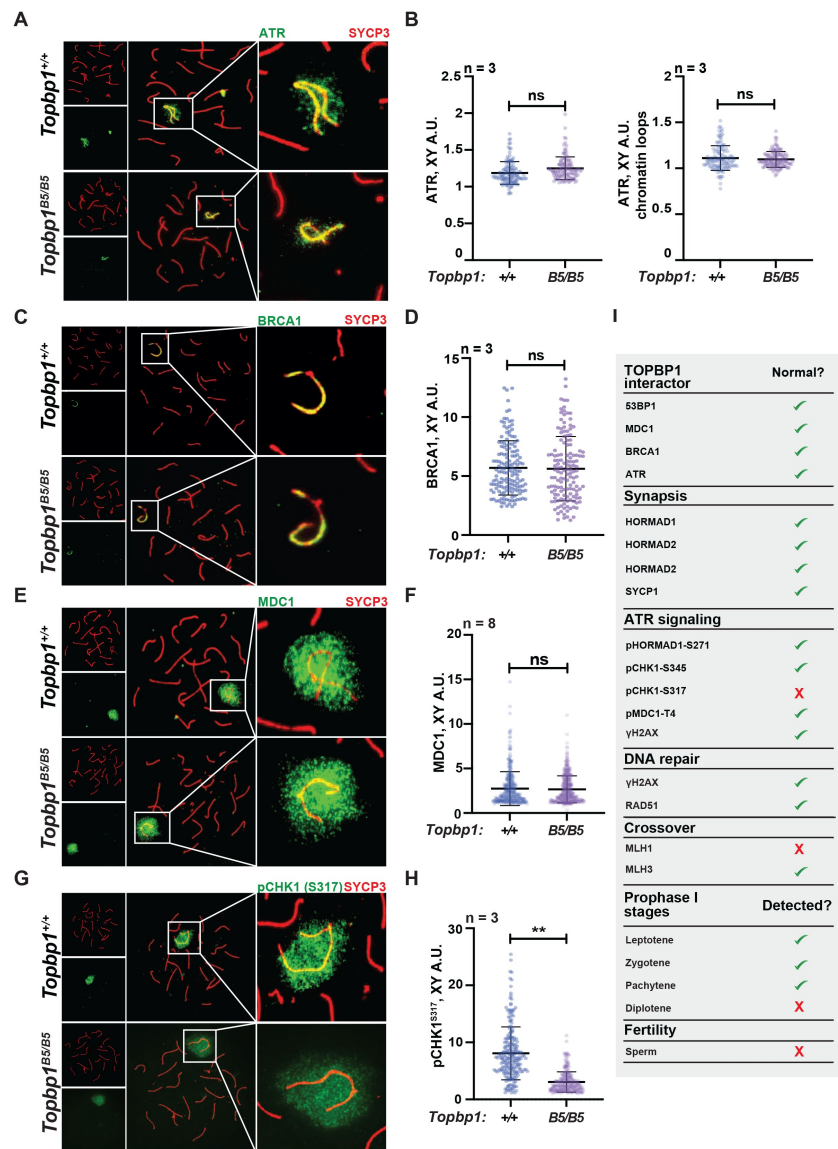 A
ATR SYCP3
Topbp1+/+
Topbp1B5/B5
B
n = 3
ns
2.5
2
1.5
1
0.5
0
ATR, XY A.U.
Topbp1: +/+ B5/B5
n = 3
ns
2
1.5
1
0.5
0
ATR, XY A.U.
chromatin loops
+/+ B5/B5
C
BRCA1 SYCP3
Topbp1+/+
Topbp1B5/B5
D
n = 3
ns
15
10
5
0
BRCA1, XY A.U.
Topbp1: +/+ B5/B5
E
MDC1 SYCP3
Topbp1+/+
Topbp1B5/B5
F
n = 8
ns
20
15
10
5
0
MDC1, XY A.U.
Topbp1: +/+ B5/B5
G
pCHK1 (S317) SYCP3
Topbp1+/+
Topbp1B5/B5
H
n = 3
**
30
20
10
0
pCHK1S317, XY A.U.
Topbp1: +/+ B5/B5
I
TOPBP1
interactor Normal?
53BP1
MDC1
BRCA1
ATR
Synapsis
HORMAD1
HORMAD2
HORMAD2
SYCP1
ATR signaling
pHORMAD1-S271
pCHK1-S345
pCHK1-S317 X
pMDC1-T4
γH2AX
DNA repair
γH2AX
RAD51
Crossover
MLH1 X
MLH3
Prophase I
stages Detected?
Leptotene
Zygotene
Pachytene
Diplotene X
Fertility
Sperm X